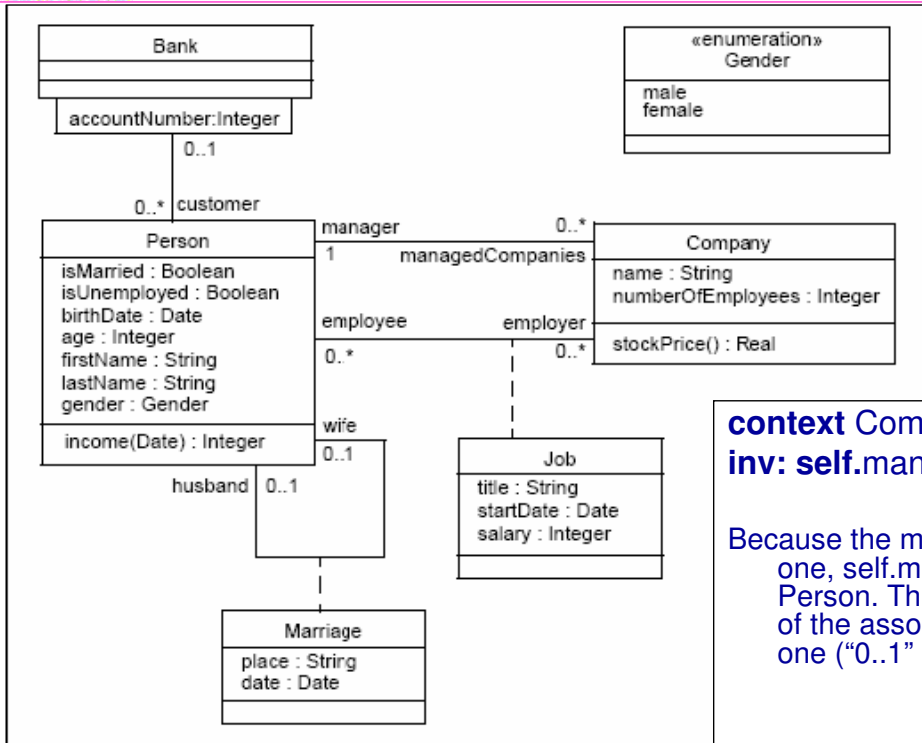 Bank
accountNumber:Integer
0..1
0..* customer
«enumeration»
Gender
male
female
Person
isMarried : Boolean
isUnemployed : Boolean
birthDate : Date
age : Integer
firstName : String
lastName : String
gender : Gender
income(Date) : Integer
manager
1
0..*
managedCompanies
employee
0..*
employer
0..*
Company
name : String
numberOfEmployees : Integer
stockPrice() : Real
wife
0..1
husband
0..1
Job
title : String
startDate : Date
salary : Integer
Marriage
place : String
date : Date
context Com
inv: self.man
Because the m
one, self.m
Person. Th
of the asso
one (“0..1”